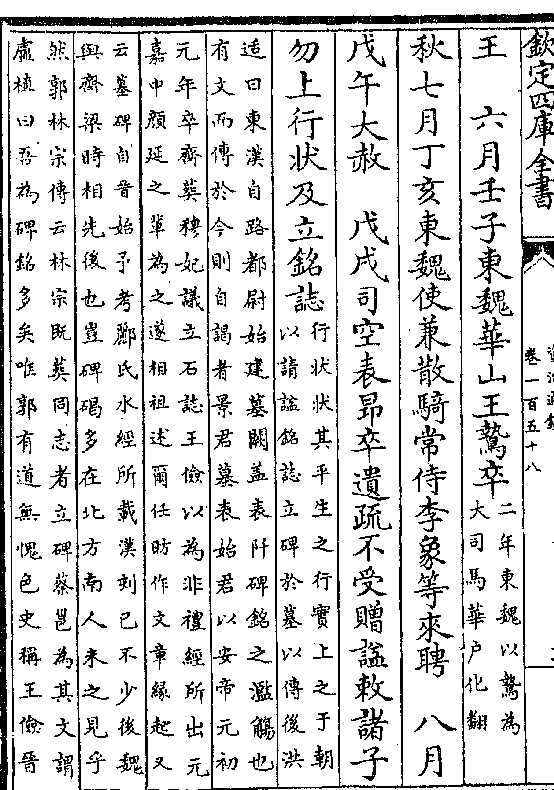 欽定四庫全書
卷一百五十八
王　六月壬子東魏華山王鷙卒
二年東魏以鷙為
大司馬華户化翻
秋七月丁亥東魏使兼散騎常侍李象等來聘　八月
戊午大赦　戊戌司空袁昂卒遺疏不受贈諡敕諸子
勿上行状及立銘誌
行状状其平生之行實上之于朝
以請諡銘誌立碑於墓以傳後洪
适曰東漢自路都尉始建墓闕盖表阡碑銘之濫觴也
有文而傳於今則自謁者景君墓表始君以安帝元初
元年卒齊葬穆妃議立石誌王儉以為非禮經所出元
嘉中顔延之輩為之遂相祖述爾任昉作文章縁起又
云墓碑自晉始予考酈氏水經所載漢刻已不少後魏
與齊梁時相先後也豈碑碣多在北方南人未之見乎
然郭林宗傳云林宗既葬同志者立碑蔡邕為其文謂
盧植曰吾為碑銘多矣唯郭有道無愧色史稱王儉晉